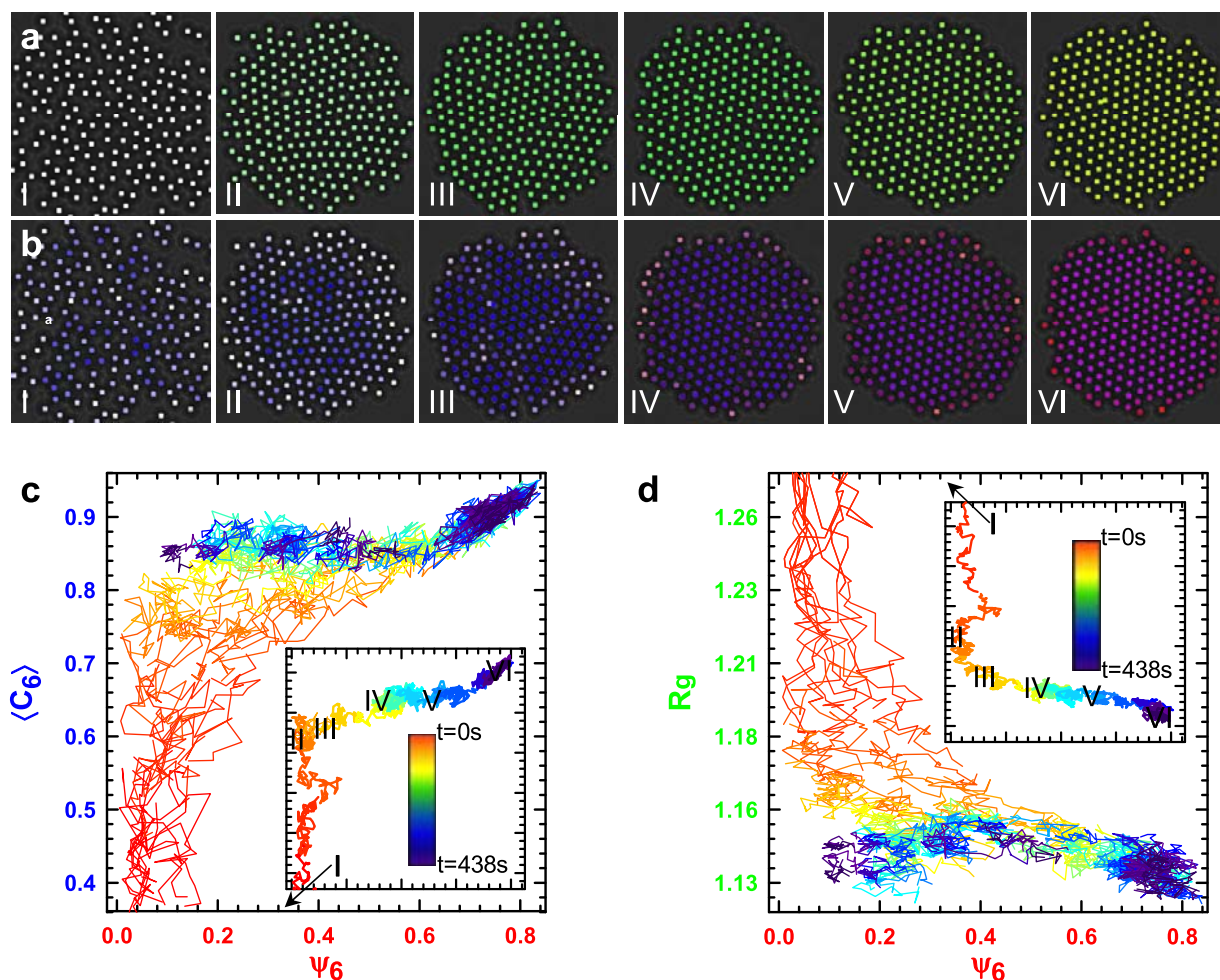 a
I II III IV V VI
b
a
I II III IV V VI
c
d
0.9
0.8
0.7
0.6
0.5
0.4
⟨C6⟩
0.0 0.2 0.4 0.6 0.8
ψ6
I
II
III
IV
V
VI
t=0s
t=438s
1.26
1.23
1.21
1.18
1.16
1.13
Rg
0.0 0.2 0.4 0.6 0.8
ψ6
I
II
III
IV
V
VI
t=0s
t=438s